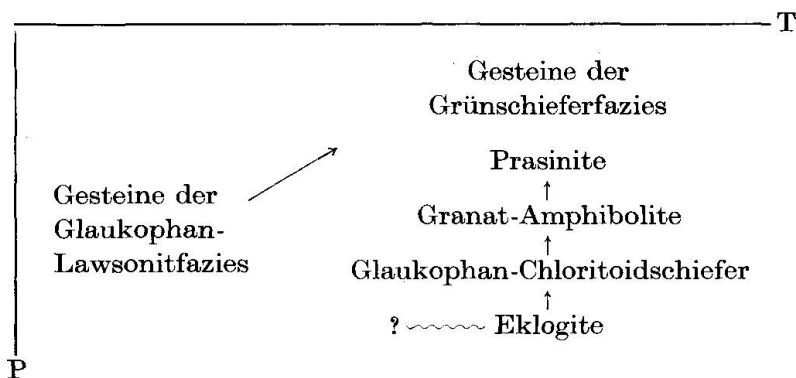 T
Gesteine der
Grünschieferfazies
Prasinite
Gesteine der
Glaukophan-
Lawsonitfazies
Granat-Amphibolite
Glaukophan-Chloritoidschiefer
? Eklogite
P